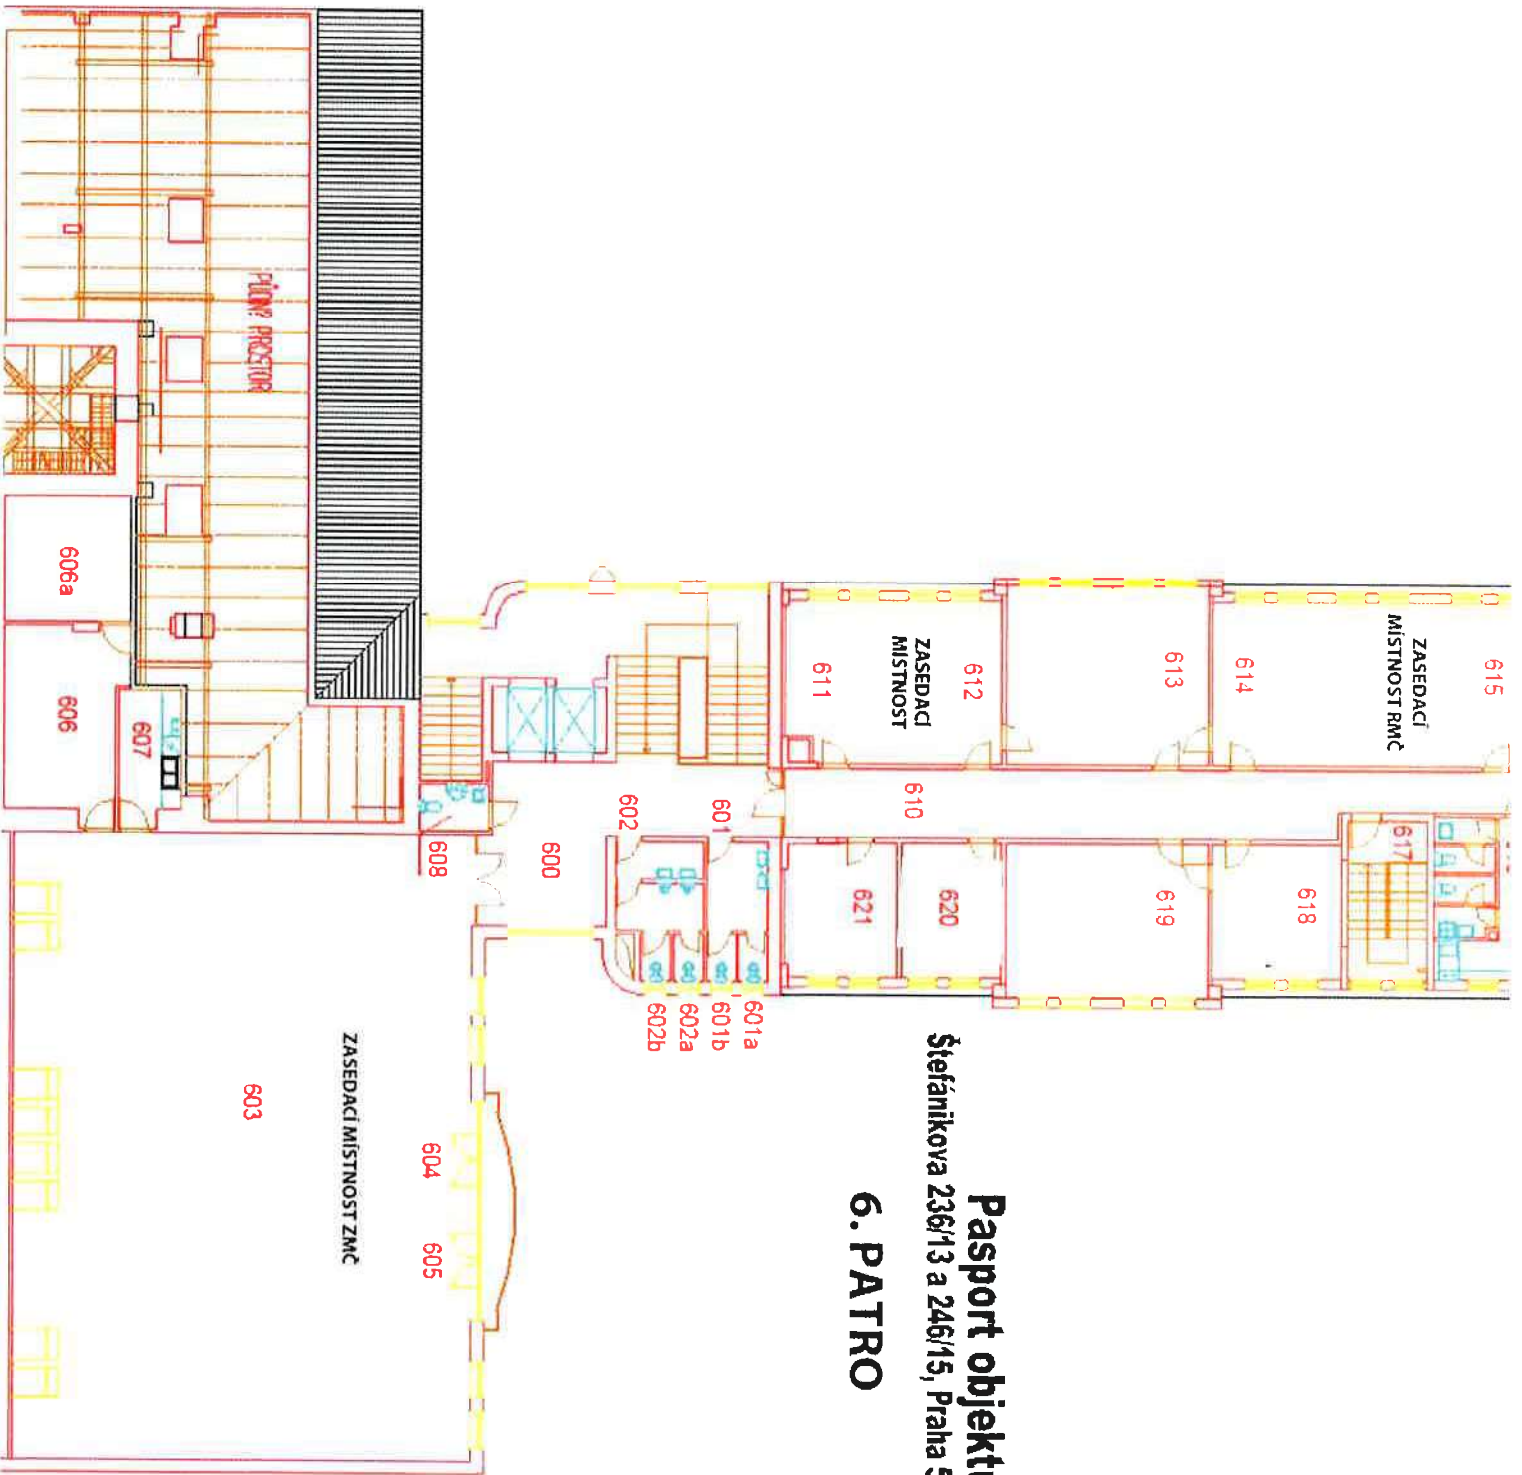 Pasport objektu
Štefánikova 236/13 a 246/15, Praha 5
6. PATRO
615
ZASEDACÍ
MÍSTNOST RMČ
614
613
612
ZASEDACÍ
MÍSTNOST
611
610
617
618
619
620
621
601
602
600
608
601a
601b
602a
602b
PROSTOR
606a
606
607
604
605
ZASEDACÍ MÍSTNOST ZMČ
603